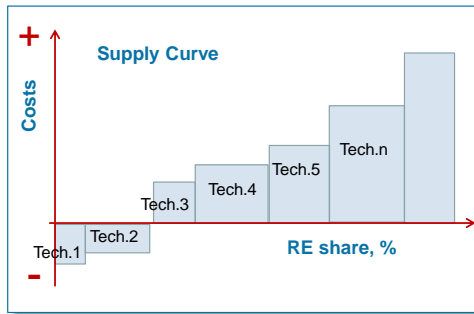 +
Supply Curve
Costs
Tech.n
Tech.5
Tech.4
Tech.3
Tech.2
Tech.1
RE share, %
-